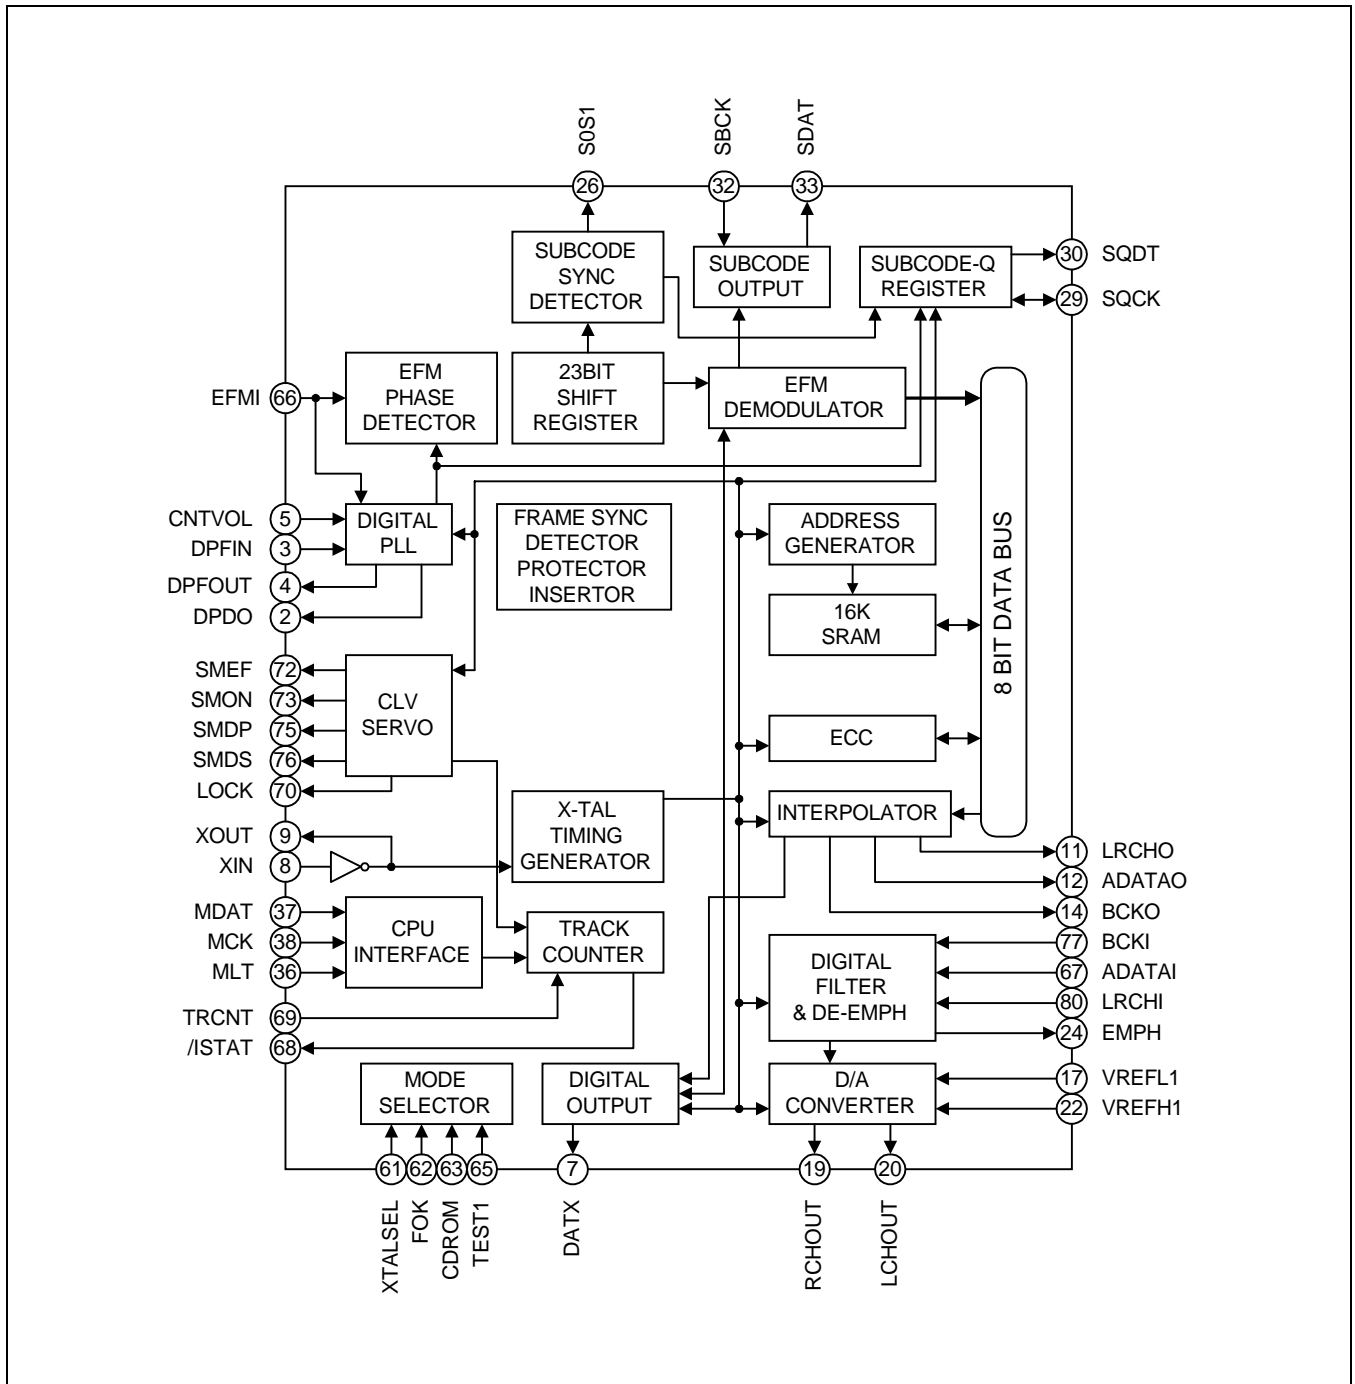 S0S1
SBCK
SDAT
26
32
33
SUBCODE
SYNC
DETECTOR
SUBCODE
OUTPUT
SUBCODE-Q
REGISTER
30 SQDT
29 SQCK
EFMI 66
EFM
PHASE
DETECTOR
23BIT
SHIFT
REGISTER
EFM
DEMODULATOR
8 BIT DATA BUS
CNTVOL 5
DPFIN 3
DPFOUT 4
DPDO 2
DIGITAL
PLL
FRAME SYNC
DETECTOR
PROTECTOR
INSERTOR
ADDRESS
GENERATOR
16K
SRAM
SMEF 72
SMON 73
SMDP 75
SMDS 76
LOCK 70
CLV
SERVO
ECC
XOUT 9
XIN 8
X-TAL
TIMING
GENERATOR
INTERPOLATOR
11 LRCHO
12 ADATAO
14 BCKO
77 BCKI
67 ADATAI
80 LRCHI
24 EMPH
MDAT 37
MCK 38
MLT 36
CPU
INTERFACE
TRACK
COUNTER
DIGITAL
FILTER
& DE-EMPH
TRCNT 69
/ISTAT 68
MODE
SELECTOR
DIGITAL
OUTPUT
D/A
CONVERTER
17 VREFL1
22 VREFH1
61
62
63
65
7
19
20
XTALSEL
FOK
CDROM
TEST1
DATX
RCHOUT
LCHOUT